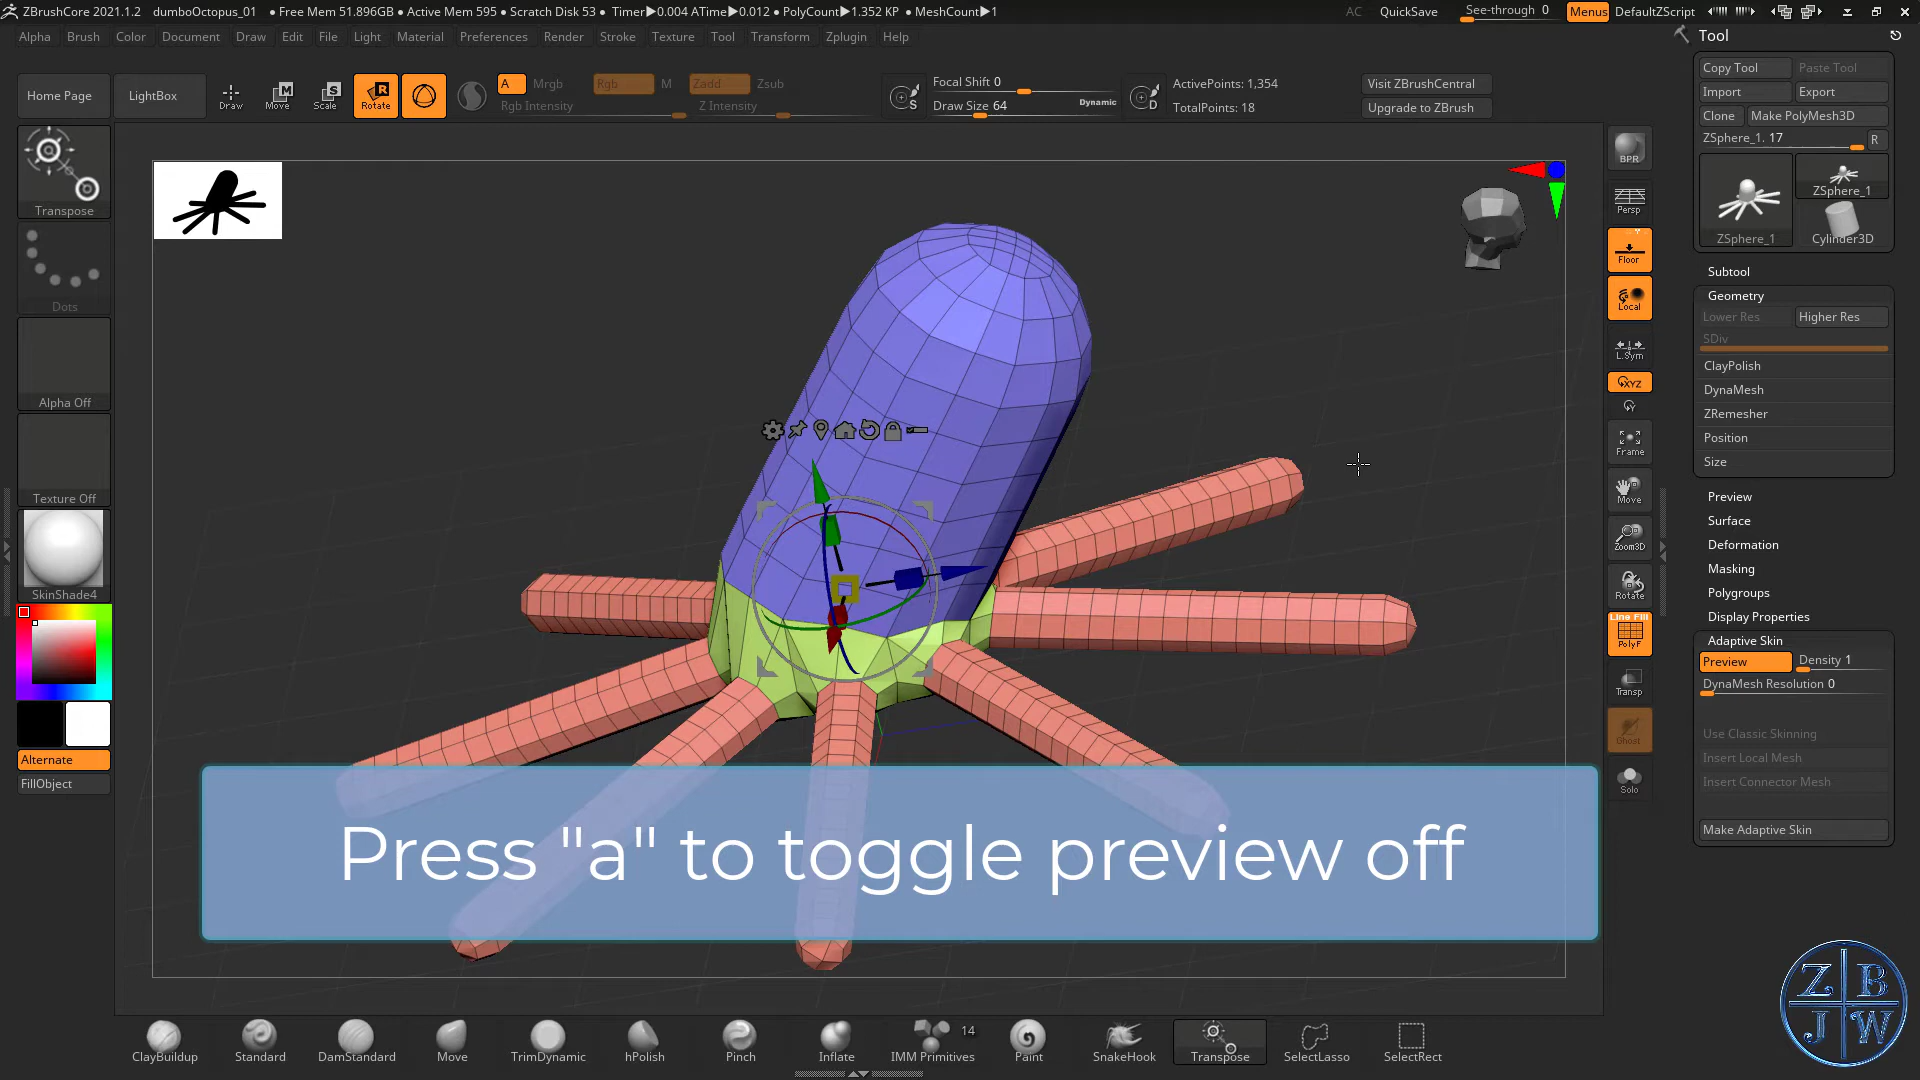 ZBrushCore 2021.1.2 dumboOctopus_01 ● Free Mem 51.896GB ● Active Mem 595 ● Scratch Disk 53 ● Timer▶0.004 ATime▶0.012 ● PolyCount▶1.352 KP ● MeshCount▶1 AC QuickSave See-through 0 Menus DefaultZScript
Alpha Brush Color Document Draw Edit File Light Material Preferences Render Stroke Texture Tool Transform Zplugin Help
Home Page
LightBox
Draw
Move
Scale
Rotate
A Mrgb Rgb M Zadd Zsub
Rgb Intensity Z Intensity
S
Focal Shift 0
Draw Size 64 Dynamic
D
ActivePoints: 1,354
TotalPoints: 18
Visit ZBrushCentral
Upgrade to ZBrush
Transpose
Dots
Alpha Off
Texture Off
SkinShade4
Alternate
FillObject
Press "a" to toggle preview off
BPR
Persp
Floor
Local
L.Sym
XYZ
Y
Frame
Move
Zoom3D
Rotate
Line Fill
PolyF
Transp
Ghost
Solo
Tool
Copy Tool Paste Tool
Import Export
Clone Make PolyMesh3D
ZSphere_1. 17 R
ZSphere_1
ZSphere_1
Cylinder3D
Subtool
Geometry
Lower Res Higher Res
SDiv
ClayPolish
DynaMesh
ZRemesher
Position
Size
Preview
Surface
Deformation
Masking
Polygroups
Display Properties
Adaptive Skin
Preview Density 1
DynaMesh Resolution 0
Use Classic Skinning
Insert Local Mesh
Insert Connector Mesh
Make Adaptive Skin
ClayBuildup Standard DamStandard Move TrimDynamic hPolish Pinch Inflate IMM Primitives 14 Paint SnakeHook Transpose SelectLasso SelectRect
Z B
J W